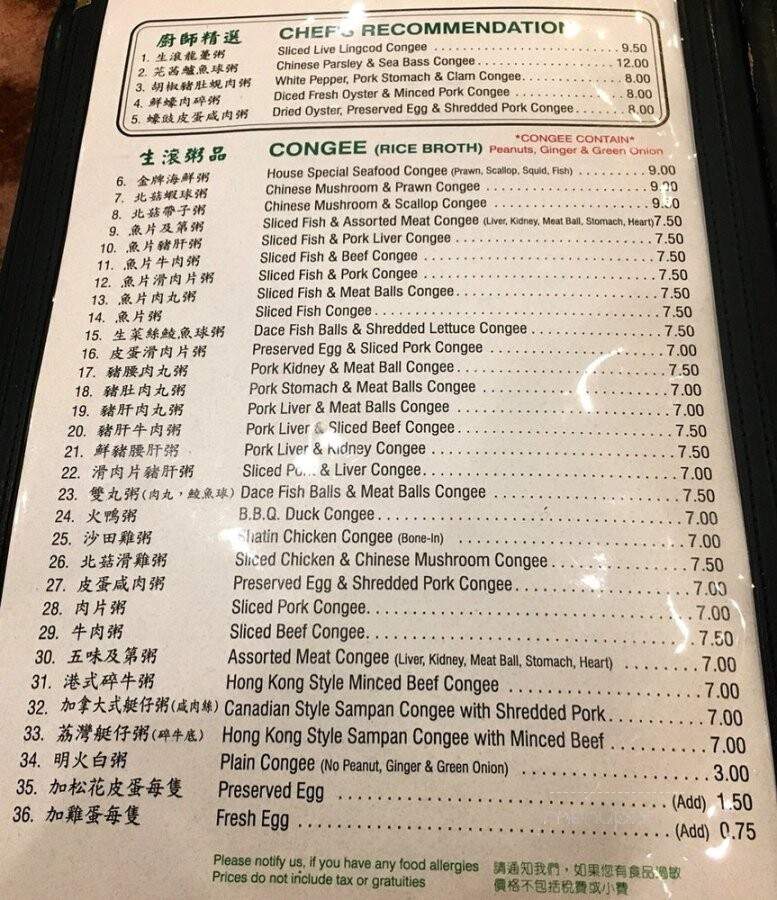 廚師精選 CHEF'S RECOMMENDATION
1. 生滾龍躉粥 Sliced Live Lingcod Congee 9.50
2. 芫茜鱸魚球粥 Chinese Parsley & Sea Bass Congee 12.00
3. 胡椒豬肚蜆肉粥 White Pepper, Pork Stomach & Clam Congee 8.00
4. 鮮蠔肉碎粥 Diced Fresh Oyster & Minced Pork Congee 8.00
5. 蠔豉皮蛋咸肉粥 Dried Oyster, Preserved Egg & Shredded Pork Congee 8.00
生滾粥品 CONGEE (RICE BROTH) *CONGEE CONTAIN* Peanuts, Ginger & Green Onion
6. 金牌海鮮粥 House Special Seafood Congee (Prawn, Scallop, Squid, Fish) 9.00
7. 北菇蝦球粥 Chinese Mushroom & Prawn Congee
8. 北菇帶子粥 Chinese Mushroom & Scallop Congee
9. 魚片及第粥 Sliced Fish & Assorted Meat Congee (Liver, Kidney, Meat Ball, Stomach, Heart) 7.50
10. 魚片豬肝粥 Sliced Fish & Pork Liver Congee 7.50
11. 魚片牛肉粥 Sliced Fish & Beef Congee 7.50
12. 魚片滑肉片粥 Sliced Fish & Pork Congee 7.50
13. 魚片肉丸粥 Sliced Fish & Meat Balls Congee 7.50
14. 魚片粥 Sliced Fish Congee 7.50
15. 生菜絲鯪魚球粥 Dace Fish Balls & Shredded Lettuce Congee 7.50
16. 皮蛋滑肉片粥 Preserved Egg & Sliced Pork Congee 7.00
17. 豬腰肉丸粥 Pork Kidney & Meat Ball Congee 7.50
18. 豬肚肉丸粥 Pork Stomach & Meat Balls Congee 7.00
19. 豬肝肉丸粥 Pork Liver & Meat Balls Congee 7.00
20. 豬肝牛肉粥 Pork Liver & Sliced Beef Congee 7.50
21. 鮮豬腰肝粥 Pork Liver & Kidney Congee 7.50
22. 滑肉片豬肝粥 Sliced Pork & Liver Congee 7.00
23. 雙丸粥(肉丸，鯪魚球) Dace Fish Balls & Meat Balls Congee 7.50
24. 火鴨粥 B.B.Q. Duck Congee 7.00
25. 沙田雞粥 Shatin Chicken Congee (Bone-In) 7.00
26. 北菇滑雞粥 Sliced Chicken & Chinese Mushroom Congee 7.50
27. 皮蛋咸肉粥 Preserved Egg & Shredded Pork Congee 7.00
28. 肉片粥 Sliced Pork Congee 7.00
29. 牛肉粥 Sliced Beef Congee 7.50
30. 五味及第粥 Assorted Meat Congee (Liver, Kidney, Meat Ball, Stomach, Heart) 7.00
31. 港式碎牛粥 Hong Kong Style Minced Beef Congee 7.00
32. 加拿大式艇仔粥(咸肉絲) Canadian Style Sampan Congee with Shredded Pork 7.00
33. 荔灣艇仔粥(碎牛底) Hong Kong Style Sampan Congee with Minced Beef 7.00
34. 明火白粥 Plain Congee (No Peanut, Ginger & Green Onion) 3.00
35. 加松花皮蛋每隻 Preserved Egg (Add) 1.50
36. 加雞蛋每隻 Fresh Egg (Add) 0.75
Please notify us, if you have any food allergies 請通知我們，如果您有食品過敏
Prices do not include tax or gratuities 價格不包括税費或小費